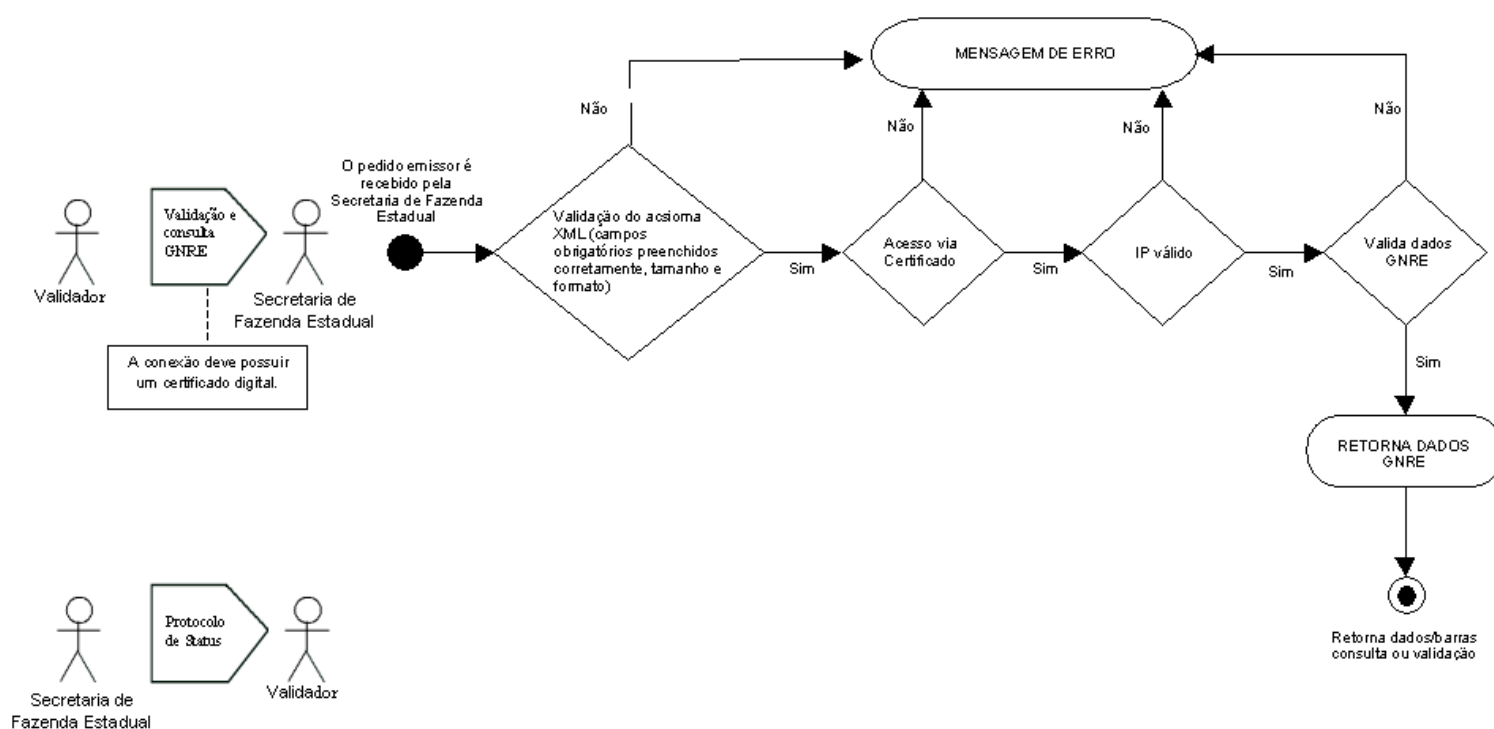 MENSAGEM DE ERRO
Não
Não
Não
Não
O pedido emissor é
recebido pela
Secretaria de Fazenda
Estadual
Validação e
consulta
GNRE
Validador
Secretaria de
Fazenda Estadual
A conexão deve possuir
um certificado digital.
Validação do acsioma
XML (campos
obrigatórios preenchidos
corretamente, tamanho e
formato)
Sim
Acesso via
Certificado
Sim
IP válido
Sim
Valida dados
GNRE
Sim
RETORNA DADOS
GNRE
Retorna dados/barras
consulta ou validação
Protocolo
de Status
Secretaria de
Fazenda Estadual
Validador